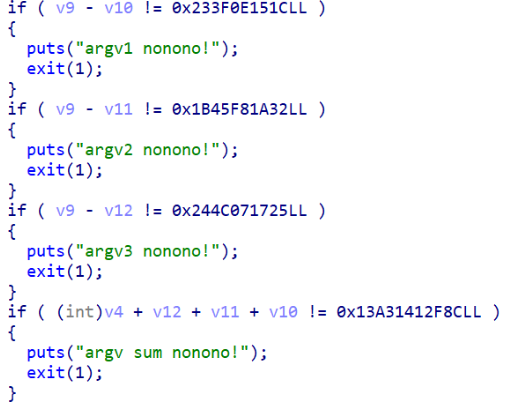 if ( v9 - v10 != 0x233F0E151CLL )
{
puts("argv1 nonono!");
exit(1);
}
if ( v9 - v11 != 0x1B45F81A32LL )
{
puts("argv2 nonono!");
exit(1);
}
if ( v9 - v12 != 0x244C071725LL )
{
puts("argv3 nonono!");
exit(1);
}
if ( (int)v4 + v12 + v11 + v10 != 0x13A31412F8CLL )
{
puts("argv sum nonono!");
exit(1);
}